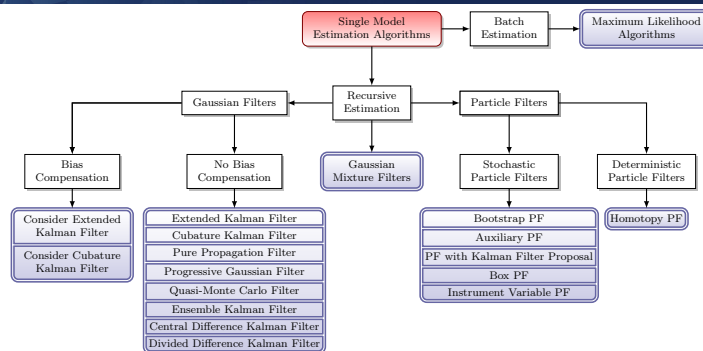 Single Model
Estimation Algorithms
Batch
Estimation
Maximum Likelihood
Algorithms
Gaussian Filters
Recursive
Estimation
Particle Filters
Bias
Compensation
No Bias
Compensation
Gaussian
Mixture Filters
Stochastic
Particle Filters
Deterministic
Particle Filters
Consider Extended
Kalman Filter
Consider Cubature
Kalman Filter
Extended Kalman Filter
Cubature Kalman Filter
Pure Propagation Filter
Progressive Gaussian Filter
Quasi-Monte Carlo Filter
Ensemble Kalman Filter
Central Difference Kalman Filter
Divided Difference Kalman Filter
Bootstrap PF
Auxiliary PF
PF with Kalman Filter Proposal
Box PF
Instrument Variable PF
Homotopy PF